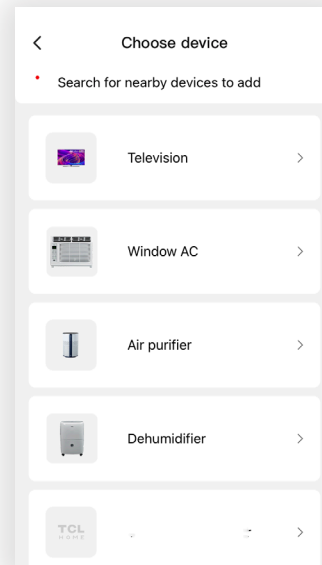 Choose device
Search for nearby devices to add
Television
Window AC
Air purifier
Dehumidifier
TCL
HOME